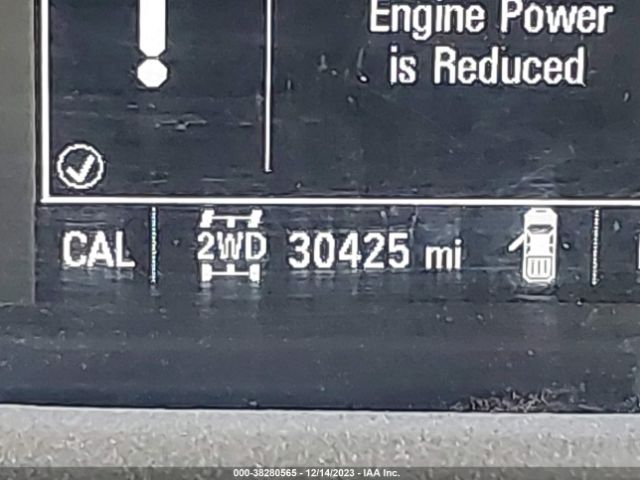 Engine Power
is Reduced
CAL 2WD 30425 mi
000-38280565 - 12/14/2023 - IAA Inc.